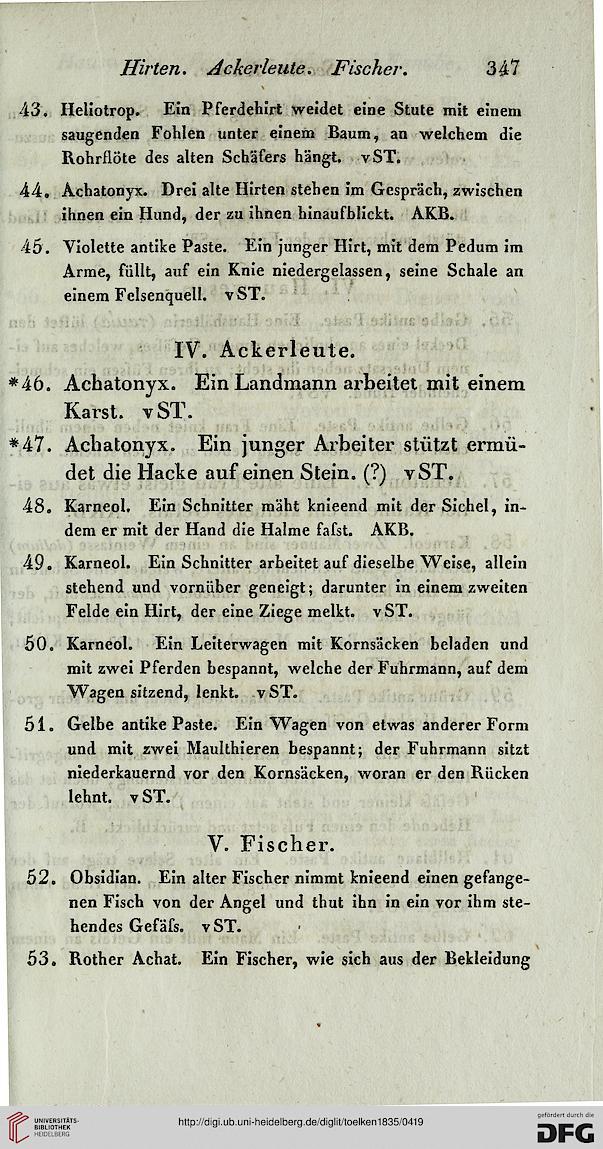 Hirten. Ackerleute. Fischer. 347
43. Heliotrop. Ein Pferdehirt weidet eine Stute mit einem
saugenden Fohlen unter einem Baum, an welchem die
Rohrflöte des alten Schäfers hängt. vST.
44. Achatonyx. Drei alte Hirten stehen im Gespräch, zwischen
ihnen ein Hund, der zu ihnen hinaufblickt. AKB.
45. Violette antike Paste. Ein junger Hirt, mit dem Pedum im
Arme, füllt, auf ein Knie niedergelassen, seine Schale an
einem Felsenquell. vST.
IV. Ackerleute.
*46. Achatonyx. Ein Landmann arbeitet mit einem
Karst. vST.
*47. Achatonyx. Ein junger Arbeiter stützt ermü-
det die Hacke auf einen Stein. (?) vST.
48. Karneol. Ein Schnitter mäht knieend mit der Sichel, in-
dem er mit der Hand die Halme faſst. AKB.
49. Karneol. Ein Schnitter arbeitet auf dieselbe Weise, allein
stehend und vornüber geneigt; darunter in einem zweiten
Felde ein Hirt, der eine Ziege melkt. vST.
50. Karneol. Ein Leiterwagen mit Kornsäcken beladen und
mit zwei Pferden bespannt, welche der Fuhrmann, auf dem
Wagen sitzend, lenkt. vST.
51. Gelbe antike Paste. Ein Wagen von etwas anderer Form
und mit zwei Maulthieren bespannt; der Fuhrmann sitzt
niederkauernd vor den Kornsäcken, woran er den Rücken
lehnt. vST.
V. Fischer.
52. Obsidian. Ein alter Fischer nimmt knieend einen gefange-
nen Fisch von der Angel und thut ihn in ein vor ihm ste-
hendes Gefäſs. vST.
53. Rother Achat. Ein Fischer, wie sich aus der Bekleidung
UNIVERSITÄTS-
BIBLIOTHEK
HEIDELBERG
http://digi.ub.uni-heidelberg.de/diglit/toelken1835/0419
gefördert durch die
DFG